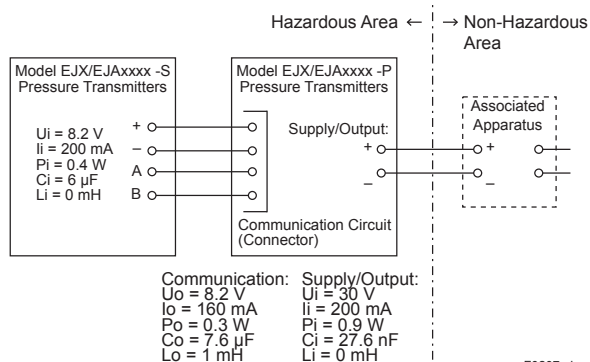 Hazardous Area ← → Non-Hazardous
Area
Model EJX/EJAxxxx -S
Pressure Transmitters
Ui = 8.2 V
Ii = 200 mA
Pi = 0.4 W
Ci = 6 µF
Li = 0 mH
+
–
A
B
Model EJX/EJAxxxx -P
Pressure Transmitters
Supply/Output:
+
–
Communication Circuit
(Connector)
Associated
Apparatus
+
–
Communication:
Uo = 8.2 V
Io = 160 mA
Po = 0.3 W
Co = 7.6 µF
Lo = 1 mH
Supply/Output:
Ui = 30 V
Ii = 200 mA
Pi = 0.9 W
Ci = 27.6 nF
Li = 0 mH